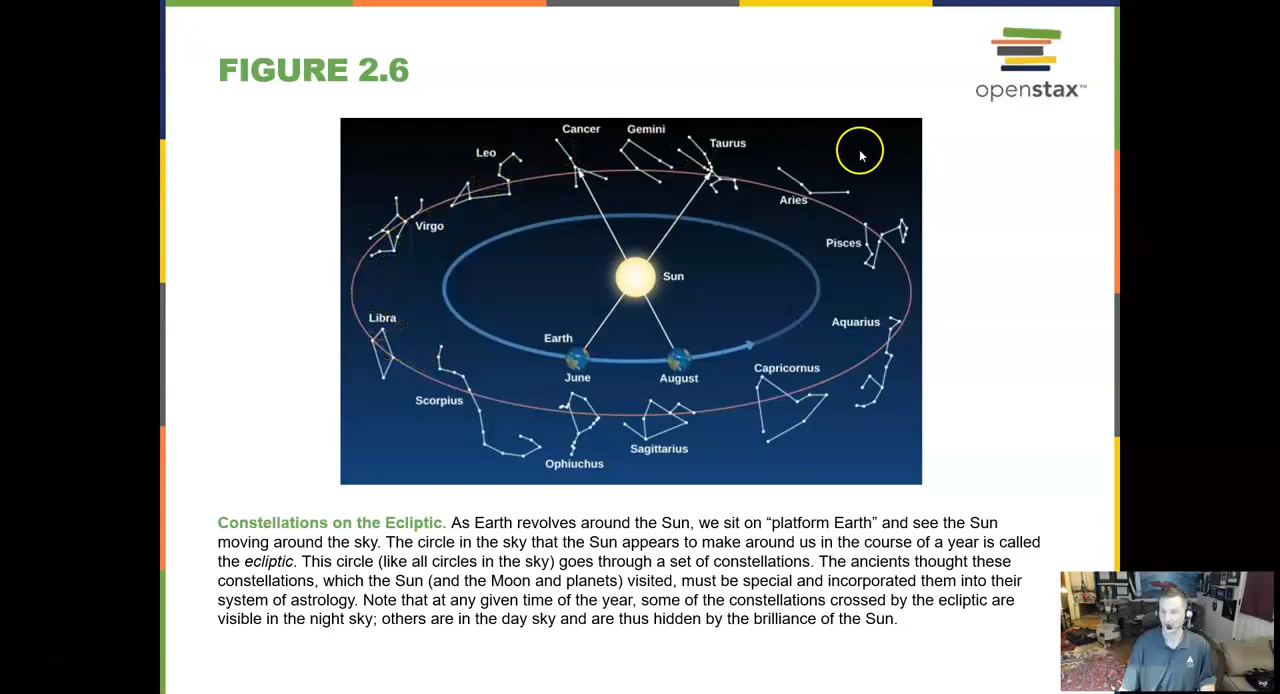 FIGURE 2.6
openstax™
Cancer
Gemini
Taurus
Leo
Aries
Virgo
Pisces
Sun
Libra
Aquarius
Earth
June
August
Capricornus
Scorpius
Sagittarius
Ophiuchus
Constellations on the Ecliptic. As Earth revolves around the Sun, we sit on “platform Earth” and see the Sun
moving around the sky. The circle in the sky that the Sun appears to make around us in the course of a year is called
the ecliptic. This circle (like all circles in the sky) goes through a set of constellations. The ancients thought these
constellations, which the Sun (and the Moon and planets) visited, must be special and incorporated them into their
system of astrology. Note that at any given time of the year, some of the constellations crossed by the ecliptic are
visible in the night sky; others are in the day sky and are thus hidden by the brilliance of the Sun.
logi